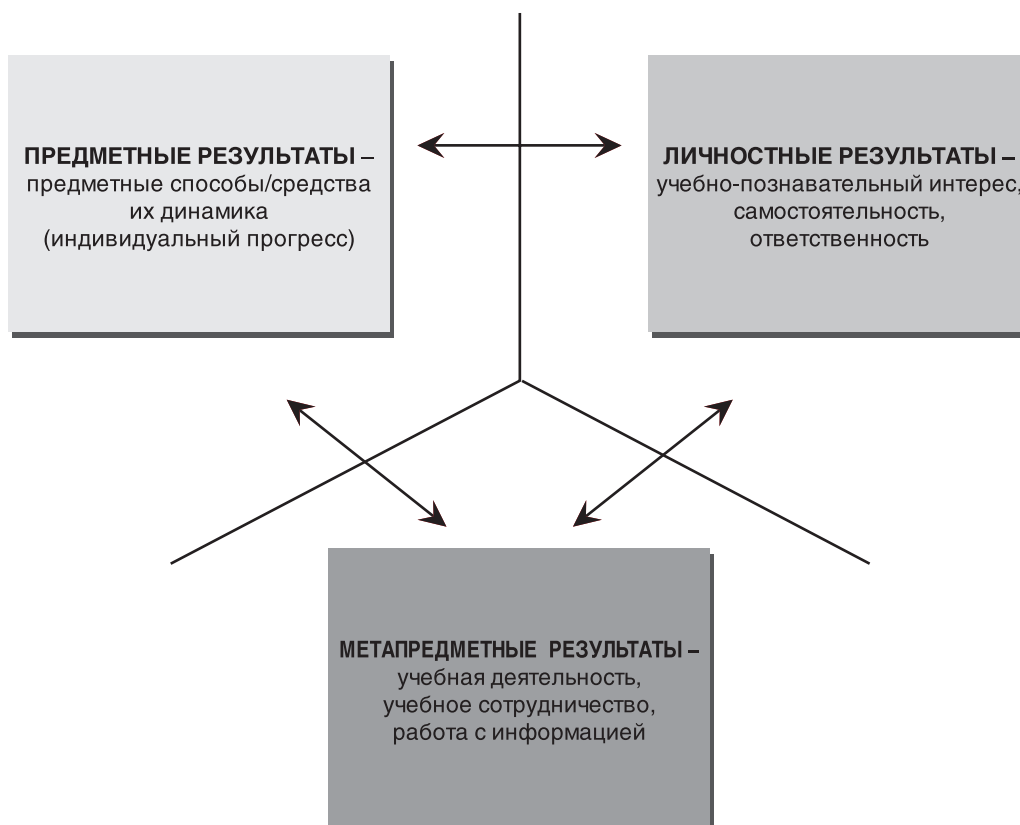 ПРЕДМЕТНЫЕ РЕЗУЛЬТАТЫ –
предметные способы/средства
их динамика
(индивидуальный прогресс)
ЛИЧНОСТНЫЕ РЕЗУЛЬТАТЫ –
учебно-познавательный интерес,
самостоятельность,
ответственность
МЕТАПРЕДМЕТНЫЕ РЕЗУЛЬТАТЫ –
учебная деятельность,
учебное сотрудничество,
работа с информацией